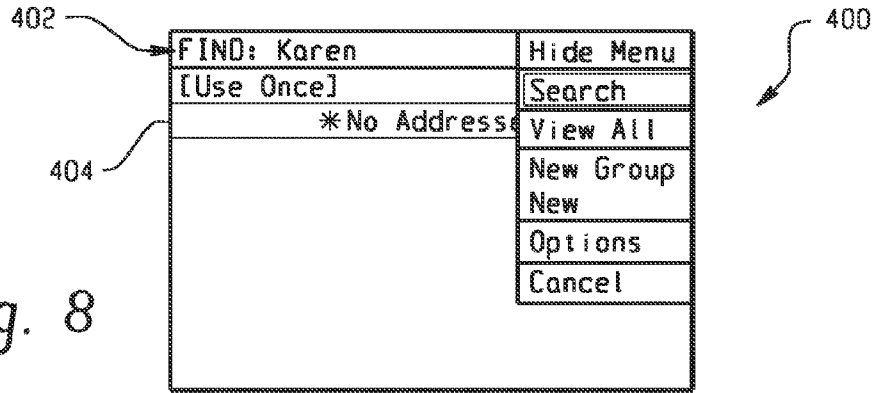 402
400
FIND: Karen
Hide Menu
[Use Once]
Search
*No Address
View All
404
New Group
New
Options
Cancel
g. 8